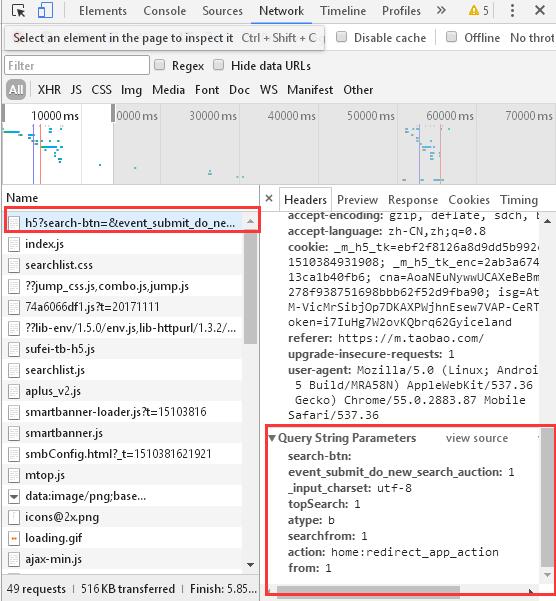 Elements Console Sources Network Timeline Profiles » 5
Select an element in the page to inspect it Ctrl + Shift + C Disable cache Offline No throt
Filter Regex Hide data URLs
All XHR JS CSS Img Media Font Doc WS Manifest Other
10000 ms 0000 ms 30000 ms 50000 ms 60000 ms 70000 ms
Name
h5?search-btn=&event_submit_do_ne...
index.js
searchlist.css
??jump_css.js,combo.js,jump.js
74a6066df1.js?t=20171111
??lib-env/1.5.0/env.js,lib-httpurl/1.3.2/...
sufei-tb-h5.js
searchlist.js
aplus_v2.js
smartbanner-loader.js?t=15103816
smartbanner.js
smbConfig.html?_t=1510381621921
mtop.js
data:image/png;base...
icons@2x.png
loading.gif
ajax-min.js
49 requests | 516 KB transferred | Finish: 5.85...
× Headers Preview Response Cookies Timing
accept-encoding: gzip, deflate, sdch, b
accept-language: zh-CN,zh;q=0.8
cookie: _m_h5_tk=ebf2f8126a8d9dd5b992
1510384931908; _m_h5_tk_enc=2ab3a674
13ca1b40fb6; cna=AoaNEuNywwUCAXeBeBm
278f938751698bbb62f52d9fba90; isg=At
M-VicMrSibjOp7DKAXPWjhnEsew7VAP-CeRT
oken=i7IuHg7W2ovKQbrq62Gyiceland
referer: https://m.taobao.com/
upgrade-insecure-requests: 1
user-agent: Mozilla/5.0 (Linux; Androi
5 Build/MRA58N) AppleWebKit/537.36
Gecko) Chrome/55.0.2883.87 Mobile
Safari/537.36
Query String Parameters view source
search-btn:
event_submit_do_new_search_auction: 1
_input_charset: utf-8
topSearch: 1
atype: b
searchfrom: 1
action: home:redirect_app_action
from: 1